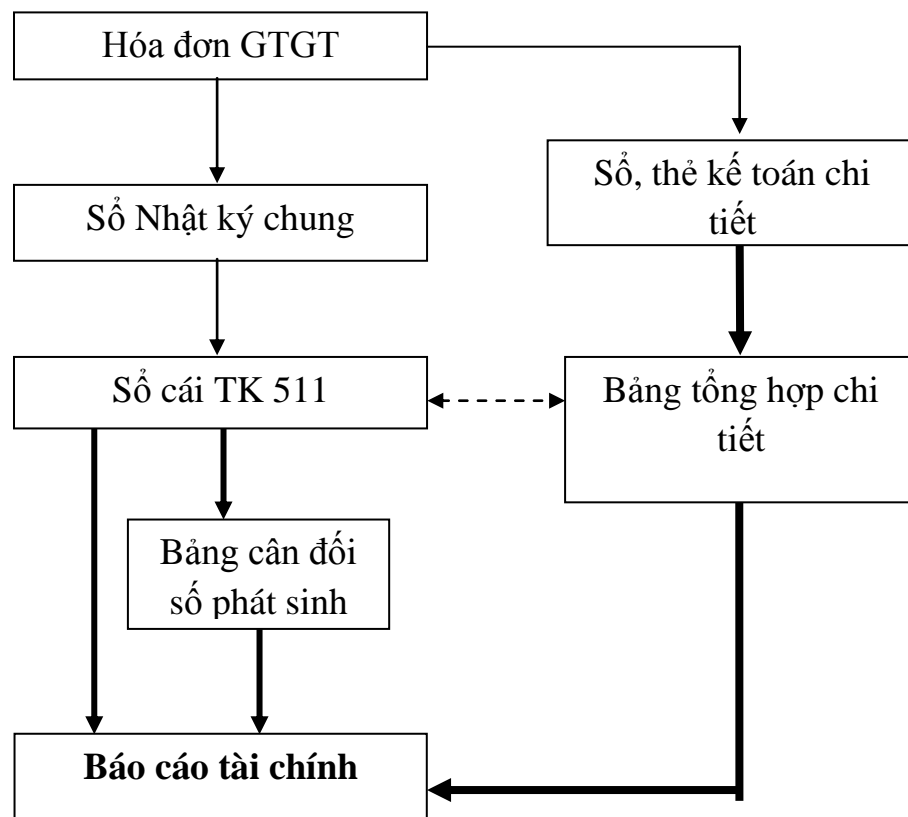 Hóa đơn GTGT
Sổ, thẻ kế toán chi
tiết
Sổ Nhật ký chung
Sổ cái TK 511
Bảng tổng hợp chi
tiết
Bảng cân đối
số phát sinh
Báo cáo tài chính